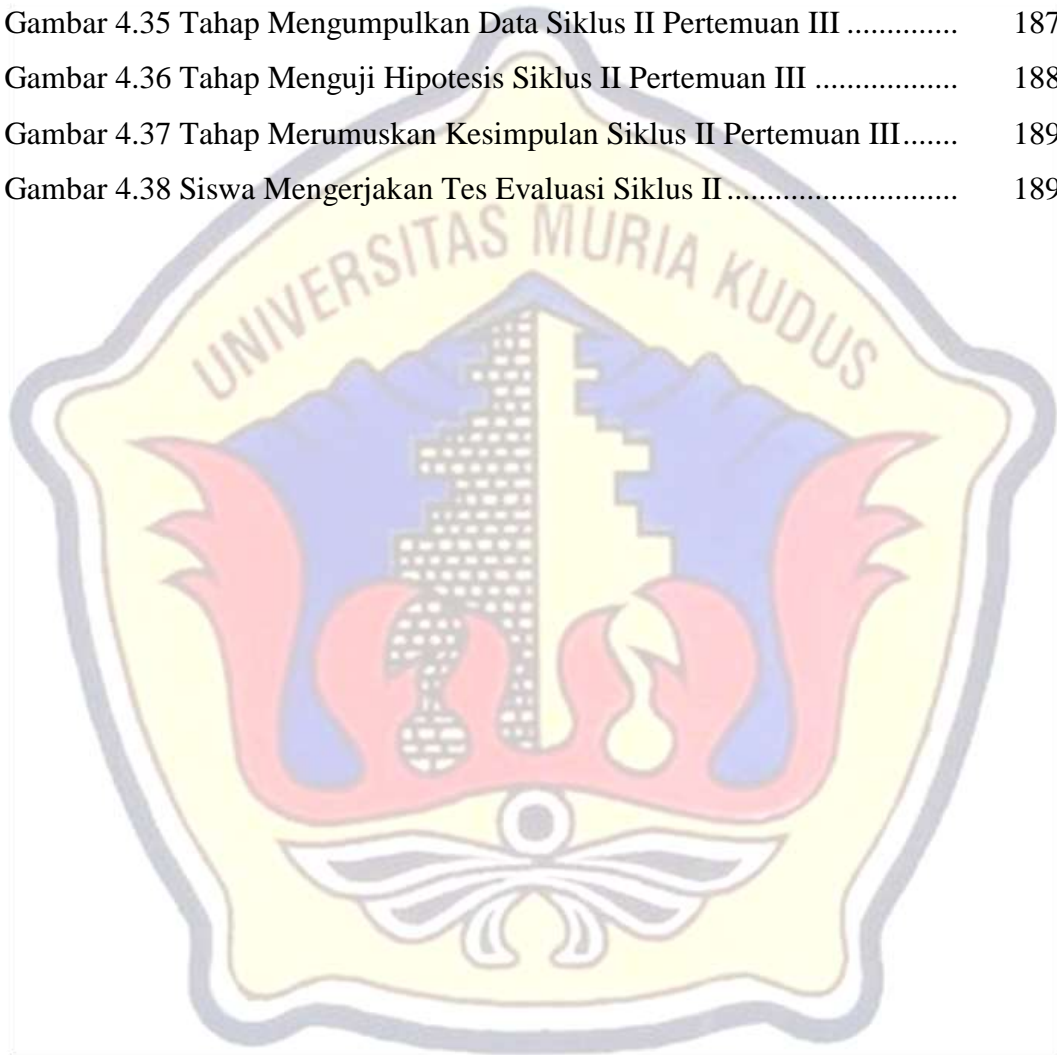 Gambar 4.35 Tahap Mengumpulkan Data Siklus II Pertemuan III .............. 187
Gambar 4.36 Tahap Menguji Hipotesis Siklus II Pertemuan III ................. 188
Gambar 4.37 Tahap Merumuskan Kesimpulan Siklus II Pertemuan III....... 189
Gambar 4.38 Siswa Mengerjakan Tes Evaluasi Siklus II ............................ 189
UNIVERSITAS MURIA KUDUS